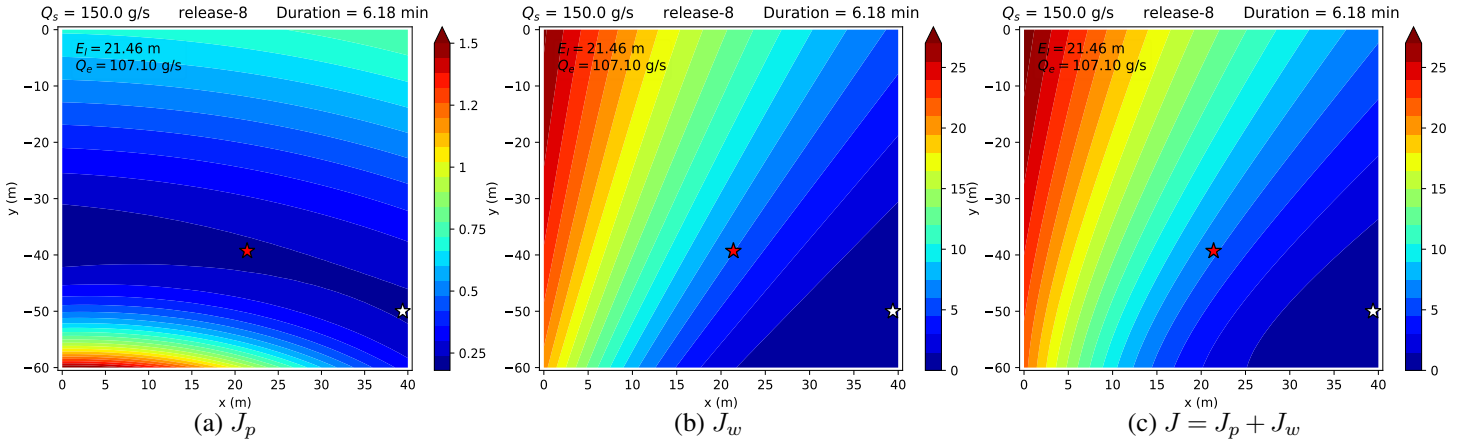 Q_s = 150.0 g/s release-8 Duration = 6.18 min
E_l = 21.46 m
Q_e = 107.10 g/s
0
−10
−20
−30
−40
−50
−60
y (m)
0 5 10 15 20 25 30 35 40
x (m)
1.5
1.2
1
0.75
0.5
0.25
(a) J_p
Q_s = 150.0 g/s release-8 Duration = 6.18 min
E_l = 21.46 m
Q_e = 107.10 g/s
0
−10
−20
−30
−40
−50
−60
y (m)
0 5 10 15 20 25 30 35 40
x (m)
25
20
15
10
5
0
(b) J_w
Q_s = 150.0 g/s release-8 Duration = 6.18 min
E_l = 21.46 m
Q_e = 107.10 g/s
0
−10
−20
−30
−40
−50
−60
y (m)
0 5 10 15 20 25 30 35 40
x (m)
25
20
15
10
5
0
(c) J = J_p + J_w